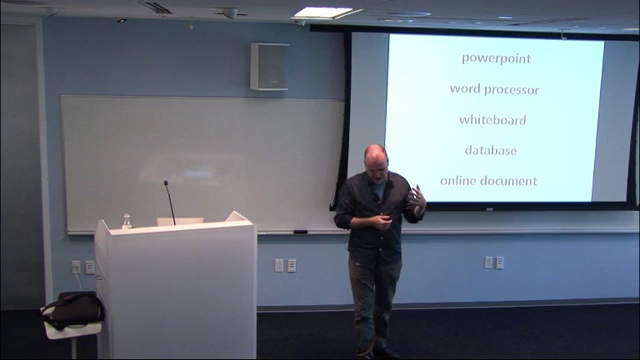 powerpoint
word processor
whiteboard
database
online document